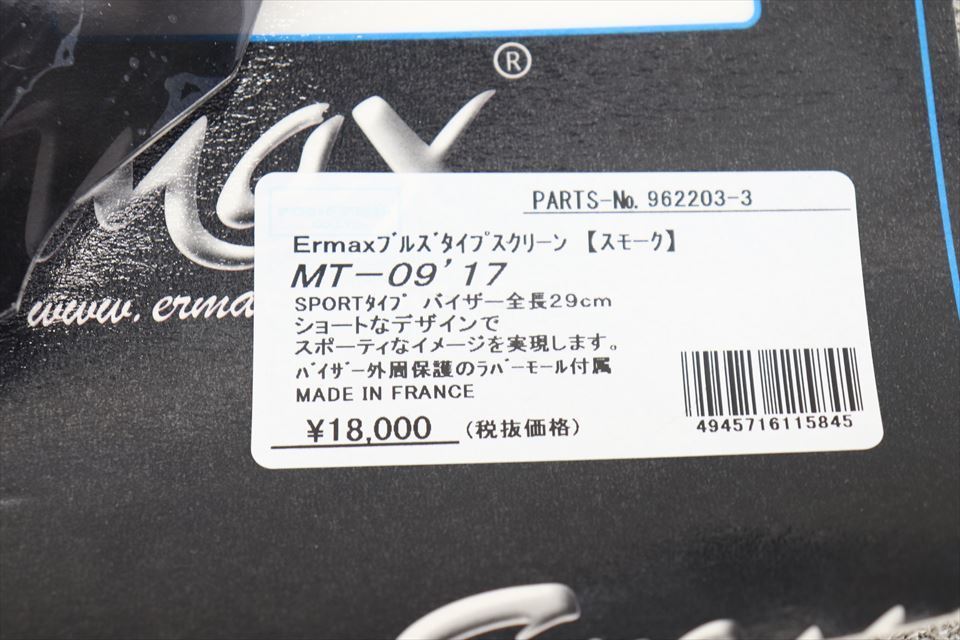 ®
max
www.erma
PARTS-No. 962203-3
Ermaxブルズタイプスクリーン 【スモーク】
MT-09'17
SPORTタイプ バイザー全長29cm
ショートなデザインで
スポーティなイメージを実現します。
バイザー外周保護のラバーモール付属
MADE IN FRANCE
¥18,000 (税抜価格)
4945716115845